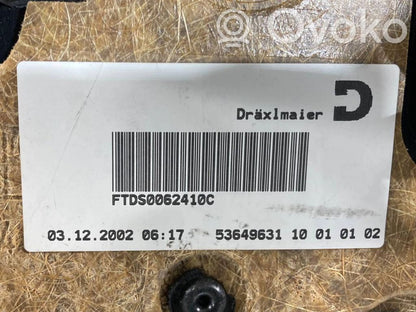 Ovoko
Dräxlmaier D
FTDS0062410C
03.12.2002 06:17 53649631 10 01 01 02